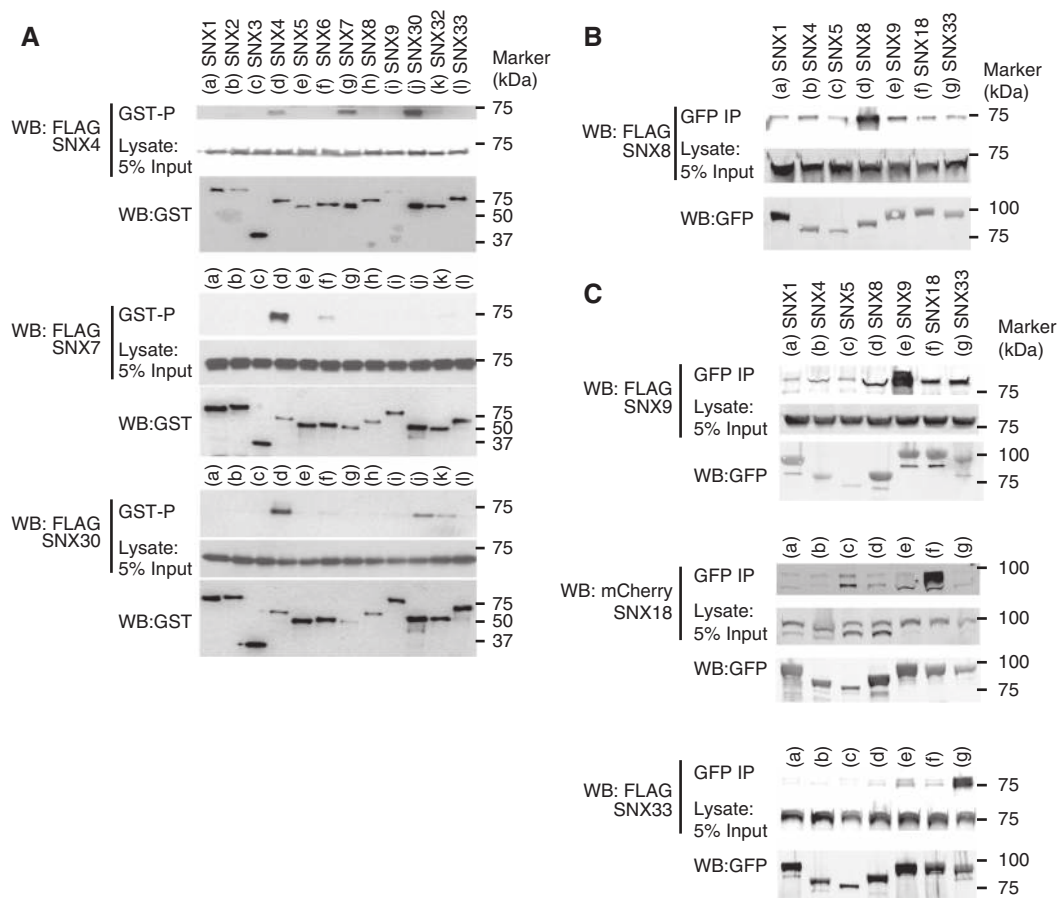 A
(a) SNX1
(b) SNX2
(c) SNX3
(d) SNX4
(e) SNX5
(f) SNX6
(g) SNX7
(h) SNX8
(i) SNX9
(j) SNX30
(k) SNX32
(l) SNX33
Marker
(kDa)
WB: FLAG
SNX4
GST-P
75
Lysate:
5% Input
WB:GST
75
50
37
(a) (b) (c) (d) (e) (f) (g) (h) (i) (j) (k) (l)
WB: FLAG
SNX7
GST-P
75
Lysate:
5% Input
75
WB:GST
75
50
37
(a) (b) (c) (d) (e) (f) (g) (h) (i) (j) (k) (l)
WB: FLAG
SNX30
GST-P
75
Lysate:
5% Input
75
WB:GST
75
50
37
B
(a) SNX1
(b) SNX4
(c) SNX5
(d) SNX8
(e) SNX9
(f) SNX18
(g) SNX33
Marker
(kDa)
WB: FLAG
SNX8
GFP IP
75
Lysate:
5% Input
75
WB:GFP
100
75
C
(a) SNX1
(b) SNX4
(c) SNX5
(d) SNX8
(e) SNX9
(f) SNX18
(g) SNX33
Marker
(kDa)
WB: FLAG
SNX9
GFP IP
75
Lysate:
5% Input
75
WB:GFP
100
75
(a) (b) (c) (d) (e) (f) (g)
WB: mCherry
SNX18
GFP IP
100
Lysate:
5% Input
100
WB:GFP
100
75
(a) (b) (c) (d) (e) (f) (g)
WB: FLAG
SNX33
GFP IP
75
Lysate:
5% Input
75
WB:GFP
100
75